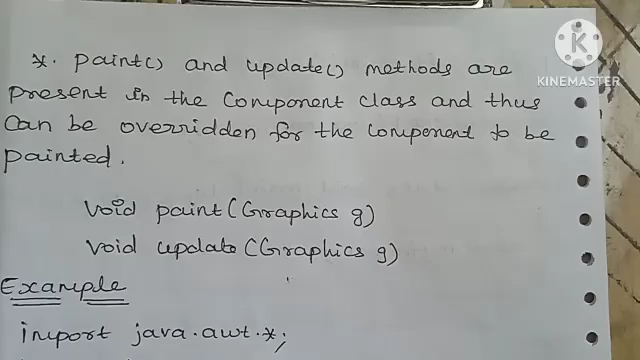 *. paint() and update() methods are
present in the component class and thus
can be overridden for the component to be
painted.
void paint(Graphics g)
void update(Graphics g)
Example
import java.awt.*;
K
KINEMASTER